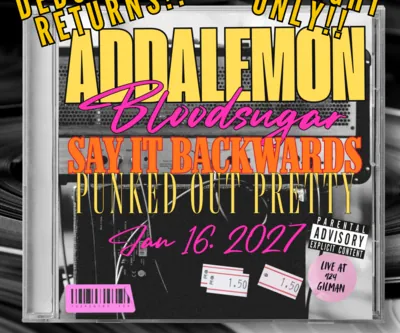 RETURNS!!
ONLY!!
ADDALEMON
Bloodsugar
SAY IT BACKWARDS
PUNKED OUT PRETTY
Jan 16. 2027
PARENTAL
ADVISORY
EXPLICIT CONTENT
LIVE AT
924
GILMAN
1.50
1.50